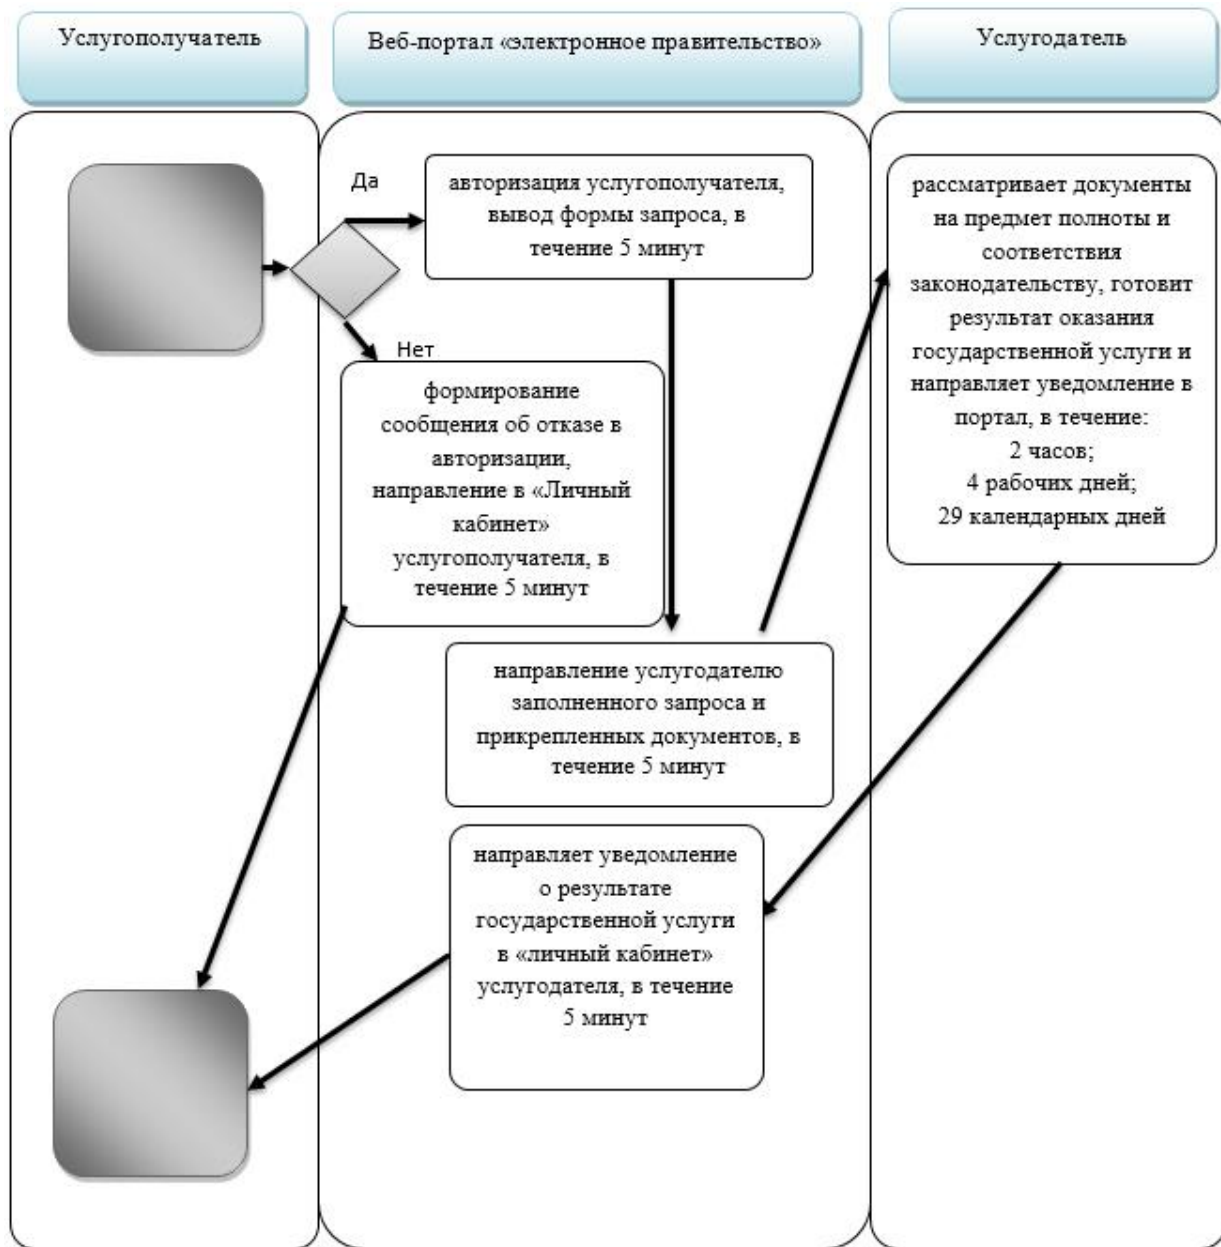 Услугополучатель
Веб-портал «электронное правительство»
Услугодатель
Да
авторизация услугополучателя,
вывод формы запроса, в
течение 5 минут
Нет
формирование
сообщения об отказе в
авторизации,
направление в «Личный
кабинет»
услугополучателя, в
течение 5 минут
рассматривает документы
на предмет полноты и
соответствия
законодательству, готовит
результат оказания
государственной услуги и
направляет уведомление в
портал, в течение:
2 часов;
4 рабочих дней;
29 календарных дней
направление услугодателю
заполненного запроса и
прикрепленных документов, в
течение 5 минут
направляет уведомление
о результате
государственной услуги
в «личный кабинет»
услугодателя, в течение
5 минут